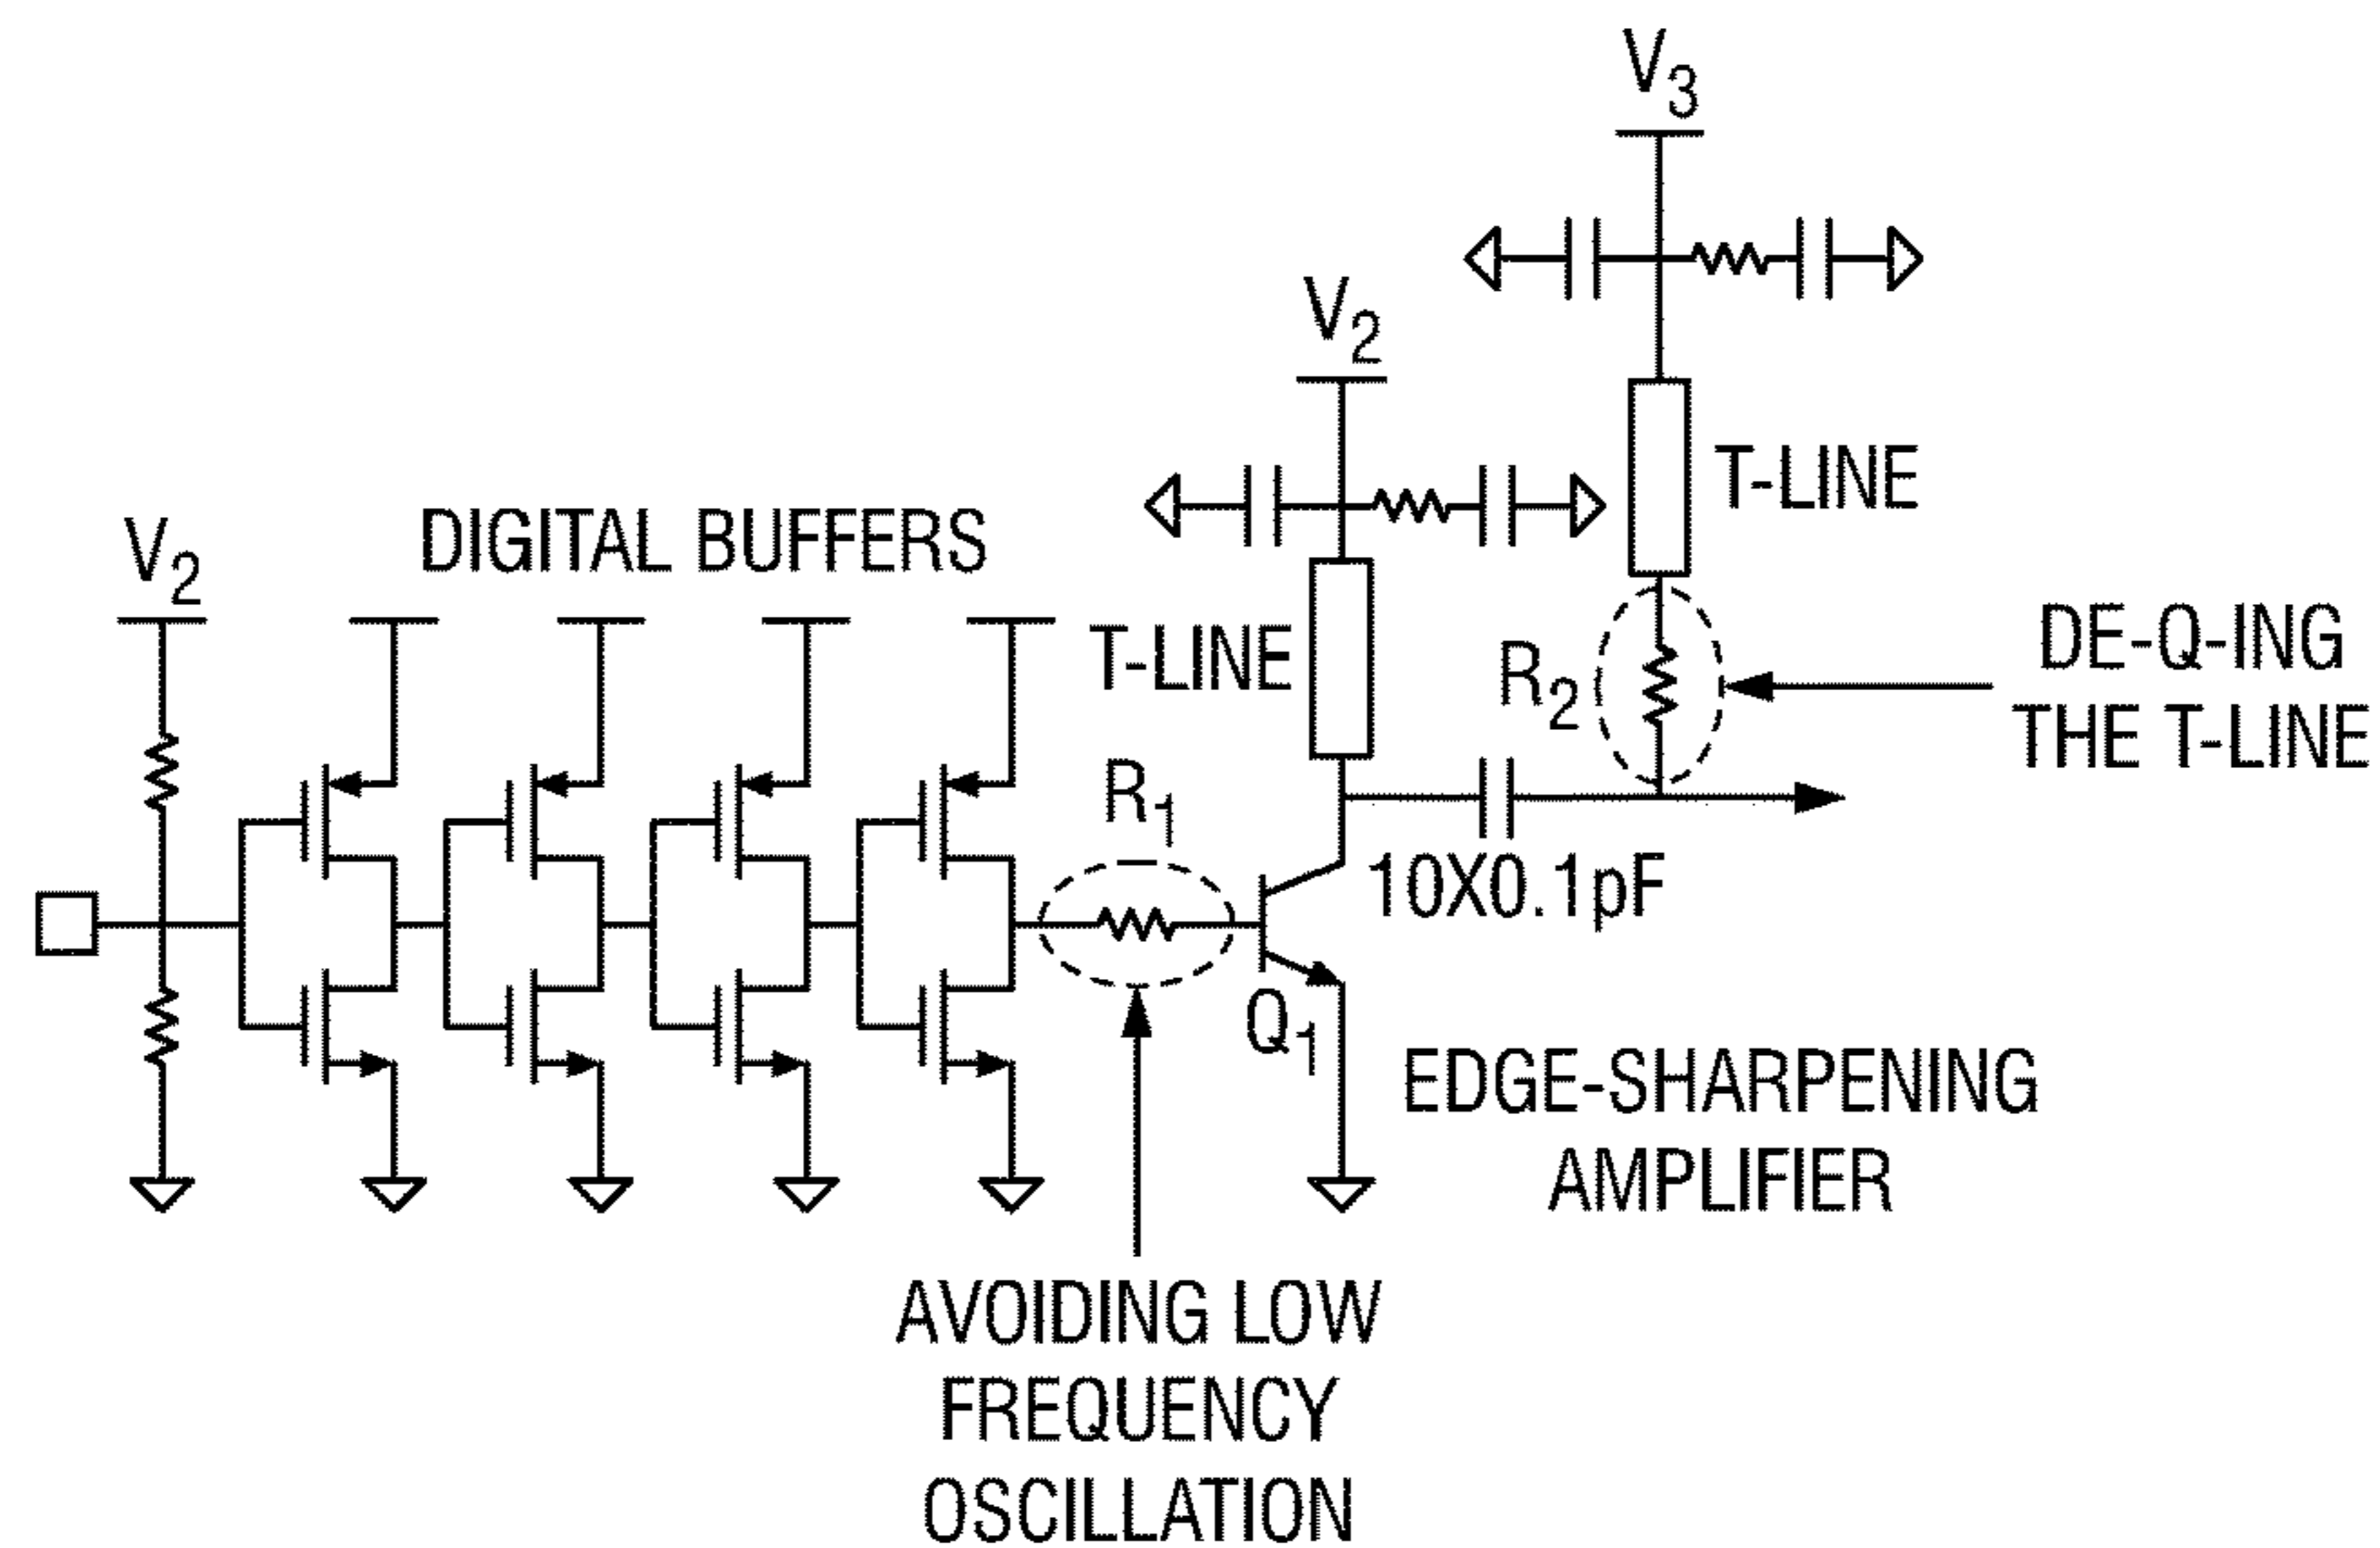 V3
V2
T-LINE
DIGITAL BUFFERS
V2
T-LINE
R2
DE-Q-ING
THE T-LINE
R1
10X0.1pF
Q1
EDGE-SHARPENING
AMPLIFIER
AVOIDING LOW
FREQUENCY
OSCILLATION